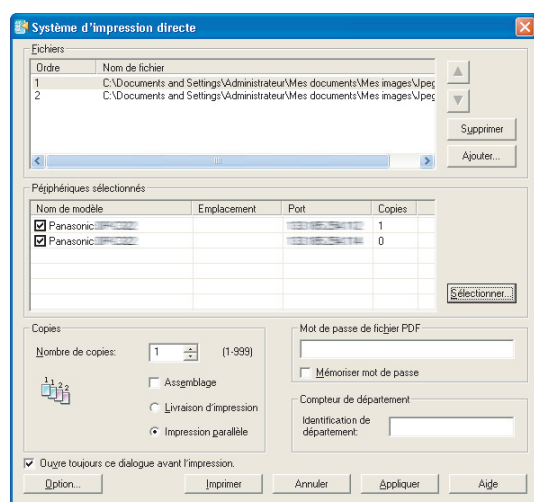 Système d'impression directe
Fichiers
Ordre Nom de fichier
1 C:\Documents and Settings\Administrateur\Mes documents\Mes images\Jpeg
2 C:\Documents and Settings\Administrateur\Mes documents\Mes images\Jpeg
Supprimer
Ajouter...
Périphériques sélectionnés
Nom de modèle Emplacement Port Copies
Panasonic 1
Panasonic 0
Sélectionner...
Copies
Nombre de copies: 1 (1-999)
1 1 2 2
Assemblage
Livraison d'impression
Impression parallèle
Mot de passe de fichier PDF
Mémoriser mot de passe
Compteur de département
Identification de
département:
Ouvre toujours ce dialogue avant l'impression.
Option... Imprimer Annuler Appliquer Aide